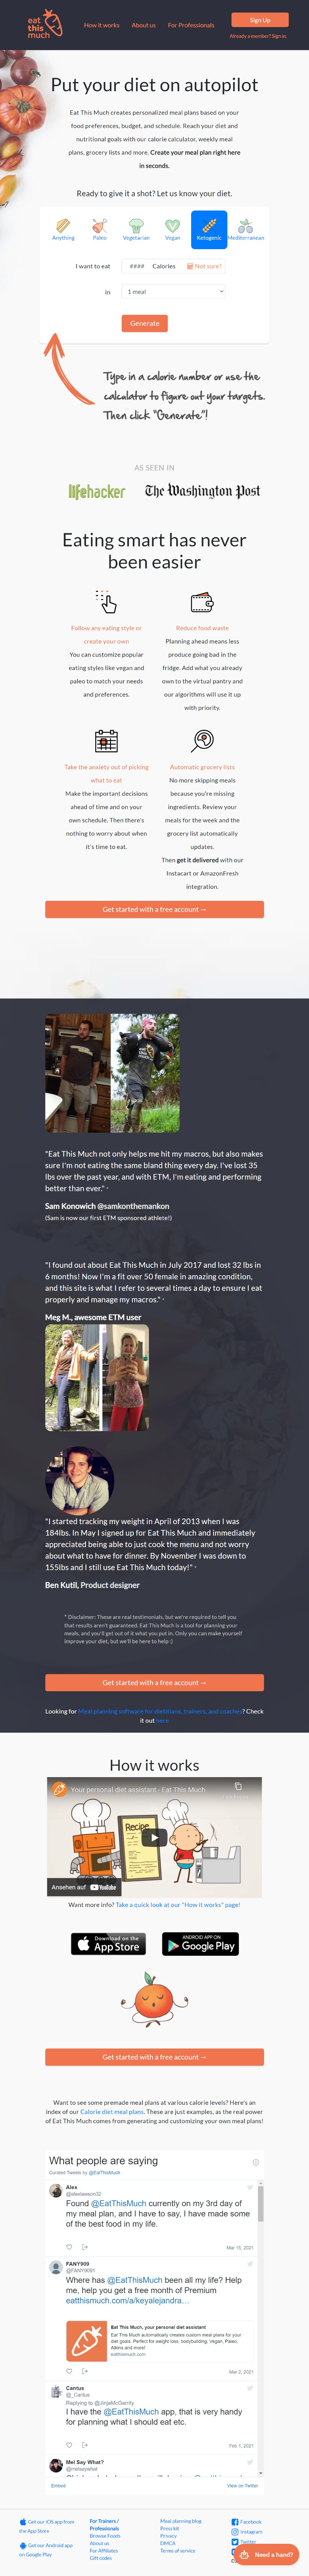 eat
this
much
How it works
About us
For Professionals
Sign Up
Already a member? Sign in.
Put your diet on autopilot
Eat This Much creates personalized meal plans based on your
food preferences, budget, and schedule. Reach your diet and
nutritional goals with our calorie calculator, weekly meal
plans, grocery lists and more. Create your meal plan right here
in seconds.
Ready to give it a shot? Let us know your diet.
Anything
Paleo
Vegetarian
Vegan
Ketogenic
Mediterranean
I want to eat
#### Calories
Not sure?
in
1 meal
Generate
Type in a calorie number or use the
calculator to figure out your targets.
Then click "Generate"!
AS SEEN IN
lifehacker
The Washington Post
Eating smart has never
been easier
Follow any eating style or
create your own
You can customize popular
eating styles like vegan and
paleo to match your needs
and preferences.
Reduce food waste
Planning ahead means less
produce going bad in the
fridge. Add what you already
own to the virtual pantry and
our algorithms will use it up
with priority.
Take the anxiety out of picking
what to eat
Make the important decisions
ahead of time and on your
own schedule. Then there's
nothing to worry about when
it's time to eat.
Automatic grocery lists
No more skipping meals
because you're missing
ingredients. Review your
meals for the week and the
grocery list automatically
updates.
Then get it delivered with our
Instacart or AmazonFresh
integration.
Get started with a free account →
"Eat This Much not only helps me hit my macros, but also makes
sure I'm not eating the same bland thing every day. I've lost 35
lbs over the past year, and with ETM, I'm eating and performing
better than ever." *
Sam Konowich @samkonthemankon
(Sam is now our first ETM sponsored athlete!)
"I found out about Eat This Much in July 2017 and lost 32 lbs in
6 months! Now I'm a fit over 50 female in amazing condition,
and this site is what I refer to several times a day to ensure I eat
properly and manage my macros." *
Meg M., awesome ETM user
"I started tracking my weight in April of 2013 when I was
184lbs. In May I signed up for Eat This Much and immediately
appreciated being able to just cook the menu and not worry
about what to have for dinner. By November I was down to
155lbs and I still use Eat This Much today!" *
Ben Kutil, Product designer
* Disclaimer: These are real testimonials, but we're required to tell you
that results aren't guaranteed. Eat This Much is a tool for planning your
meals, and you'll get out of it what you put in. Only you can make yourself
improve your diet, but we'll be here to help ;)
Get started with a free account →
Looking for Meal planning software for dietitians, trainers, and coaches? Check
it out here
How it works
Your personal diet assistant - Eat This Much
Recipe
Ansehen auf YouTube
Want more info? Take a quick look at our "How it works" page!
Download on the
App Store
ANDROID APP ON
Google Play
Get started with a free account →
Want to see some premade meal plans at various calorie levels? Here's an
index of our Calorie diet meal plans. These are just examples, as the real power
of Eat This Much comes from generating and customizing your own meal plans!
What people are saying
Curated Tweets by @EatThisMuch
Alex
@alexlawson32
Found @EatThisMuch currently on my 3rd day of
my meal plan, and I have to say, I have made some
of the best food in my life.
Mar 15, 2021
FANY909
@FANY9091
Where has @EatThisMuch been all my life? Help
me, help you get a free month of Premium
eatthismuch.com/a/keyalejandra…
Eat This Much, your personal diet assistant
Eat This Much automatically creates custom meal plans for your
diet goals. Perfect for weight loss, bodybuilding, Vegan, Paleo,
Atkins and more!
eatthismuch.com
Mar 2, 2021
Cantus
@_Cantus
Replying to @JinjaMcGarrity
I have the @EatThisMuch app, that is very handy
for planning what I should eat etc.
Feb 1, 2021
Mel Say What?
@melsaywhat
Embed
View on Twitter
Get our iOS app from
the App Store
Get our Android app
on Google Play
For Trainers /
Professionals
Browse Foods
About us
For Affiliates
Gift codes
Meal planning blog
Press kit
Privacy
DMCA
Terms of service
Facebook
Instagram
Twitter
Need a hand?